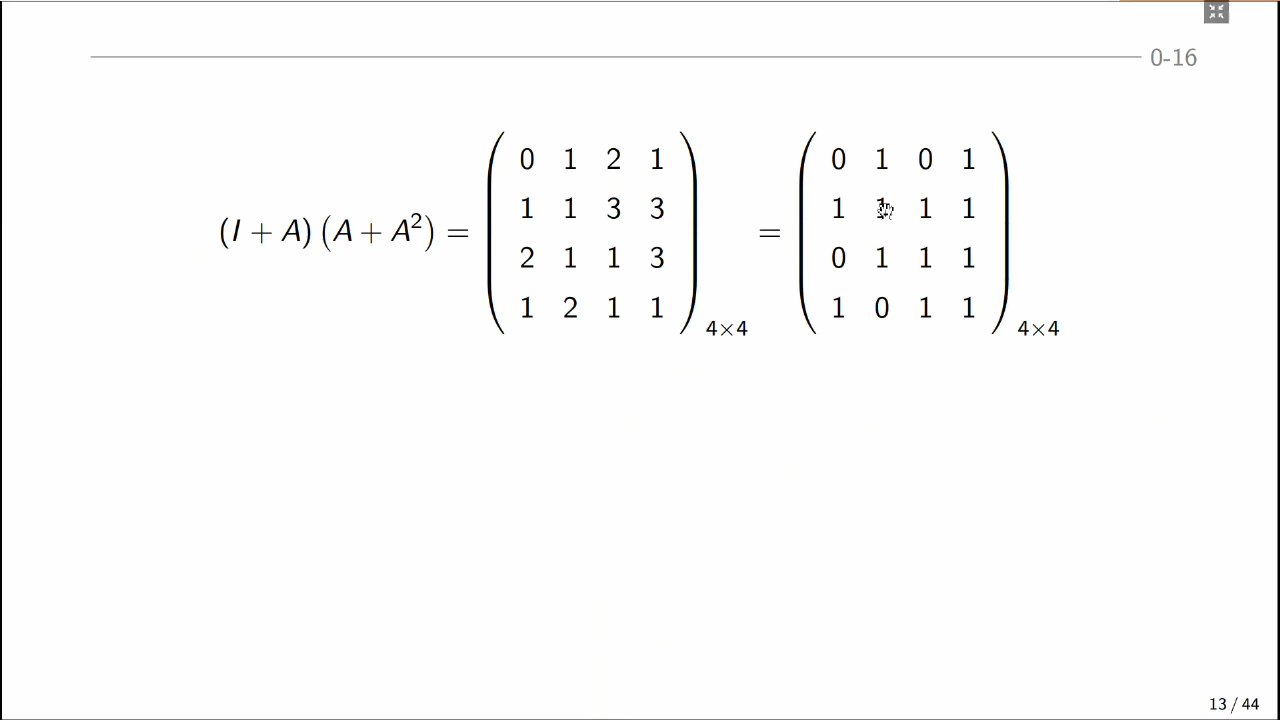 0-16
0 1 2 1 0 1 0 1
1 1 3 3 1 1 1 1
(I + A) (A + A²) = =
2 1 1 3 0 1 1 1
1 2 1 1 1 0 1 1
4×4 4×4
13 / 44